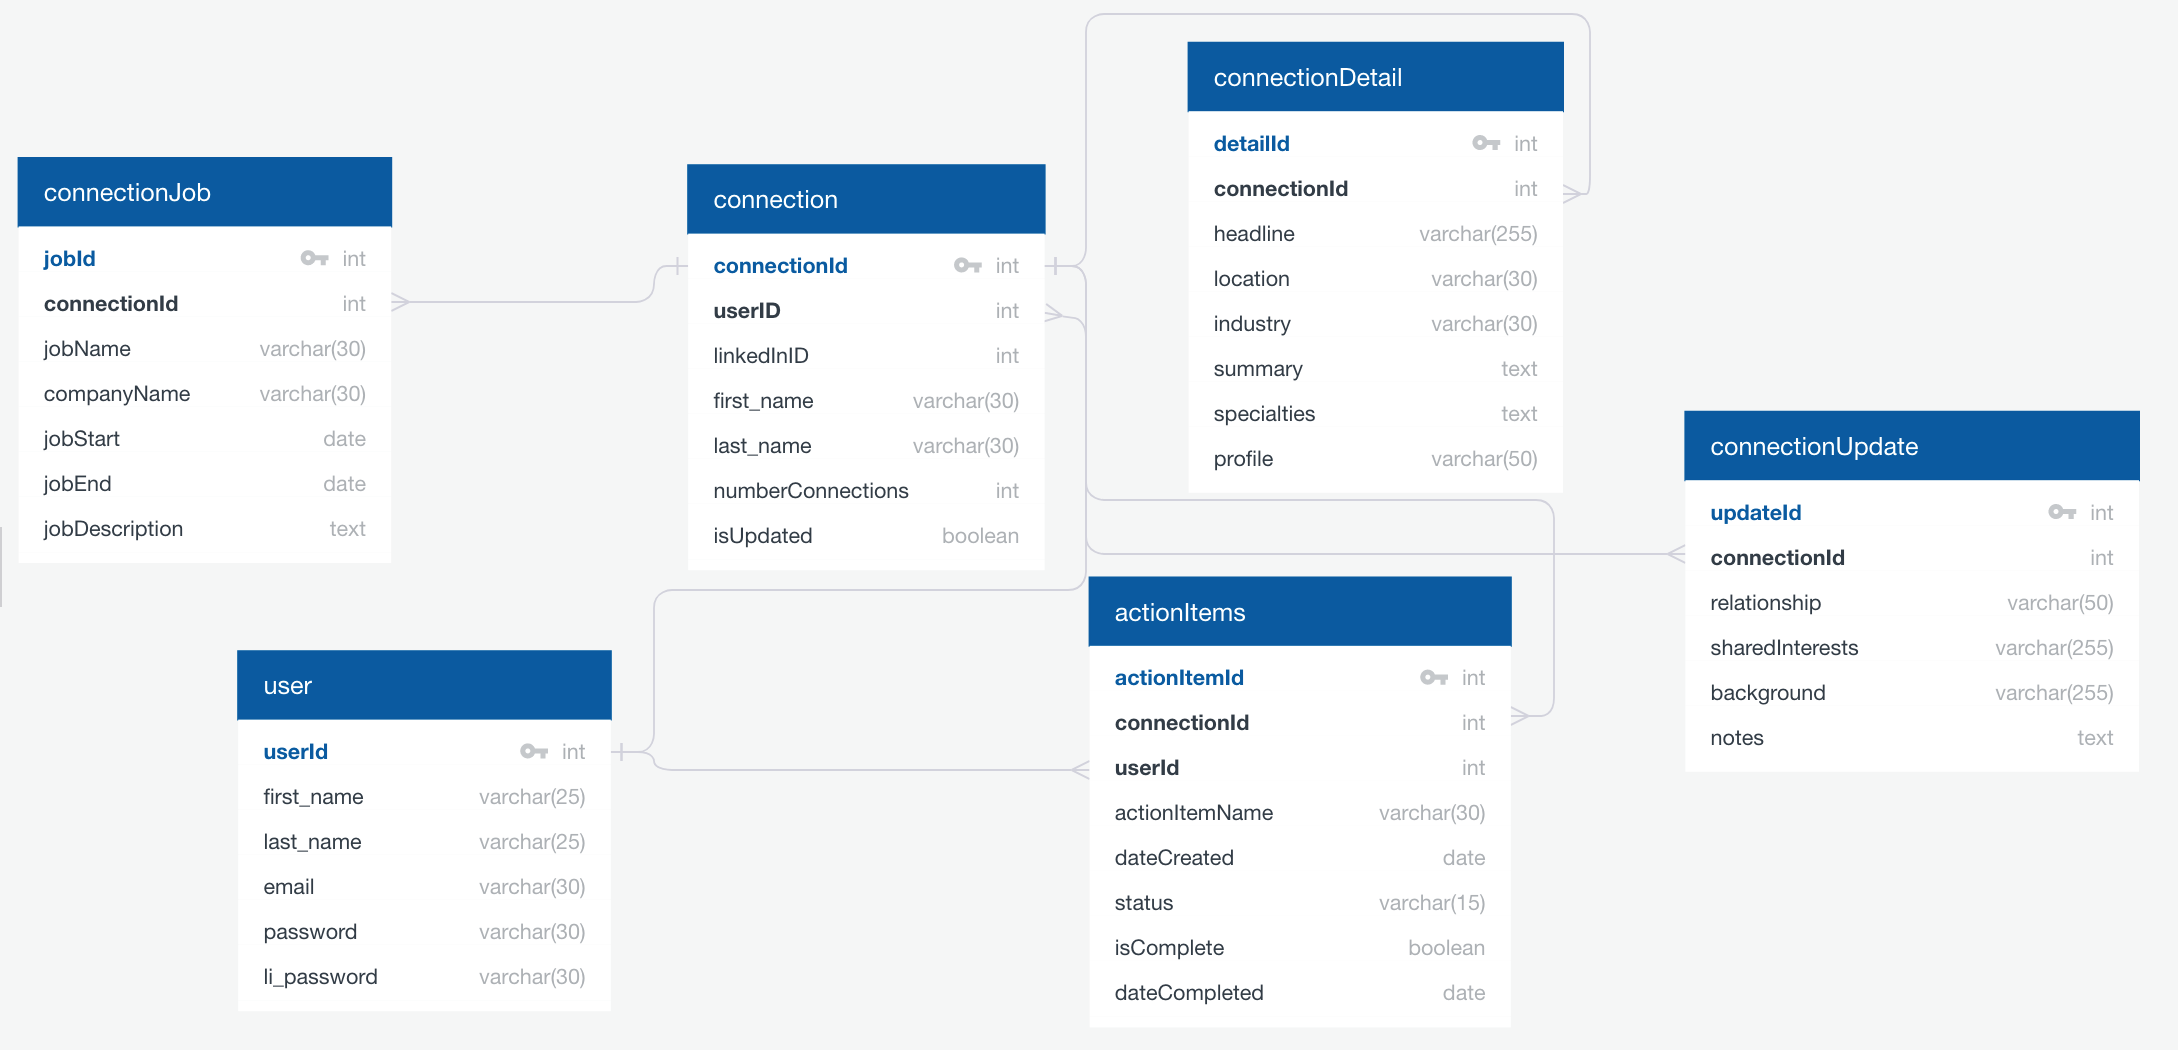 connectionJob
jobId int
connectionId int
jobName varchar(30)
companyName varchar(30)
jobStart date
jobEnd date
jobDescription text
connection
connectionId int
userID int
linkedInID int
first_name varchar(30)
last_name varchar(30)
numberConnections int
isUpdated boolean
connectionDetail
detailId int
connectionId int
headline varchar(255)
location varchar(30)
industry varchar(30)
summary text
specialties text
profile varchar(50)
connectionUpdate
updateId int
connectionId int
relationship varchar(50)
sharedInterests varchar(255)
background varchar(255)
notes text
user
userId int
first_name varchar(25)
last_name varchar(25)
email varchar(30)
password varchar(30)
li_password varchar(30)
actionItems
actionItemId int
connectionId int
userId int
actionItemName varchar(30)
dateCreated date
status varchar(15)
isComplete boolean
dateCompleted date